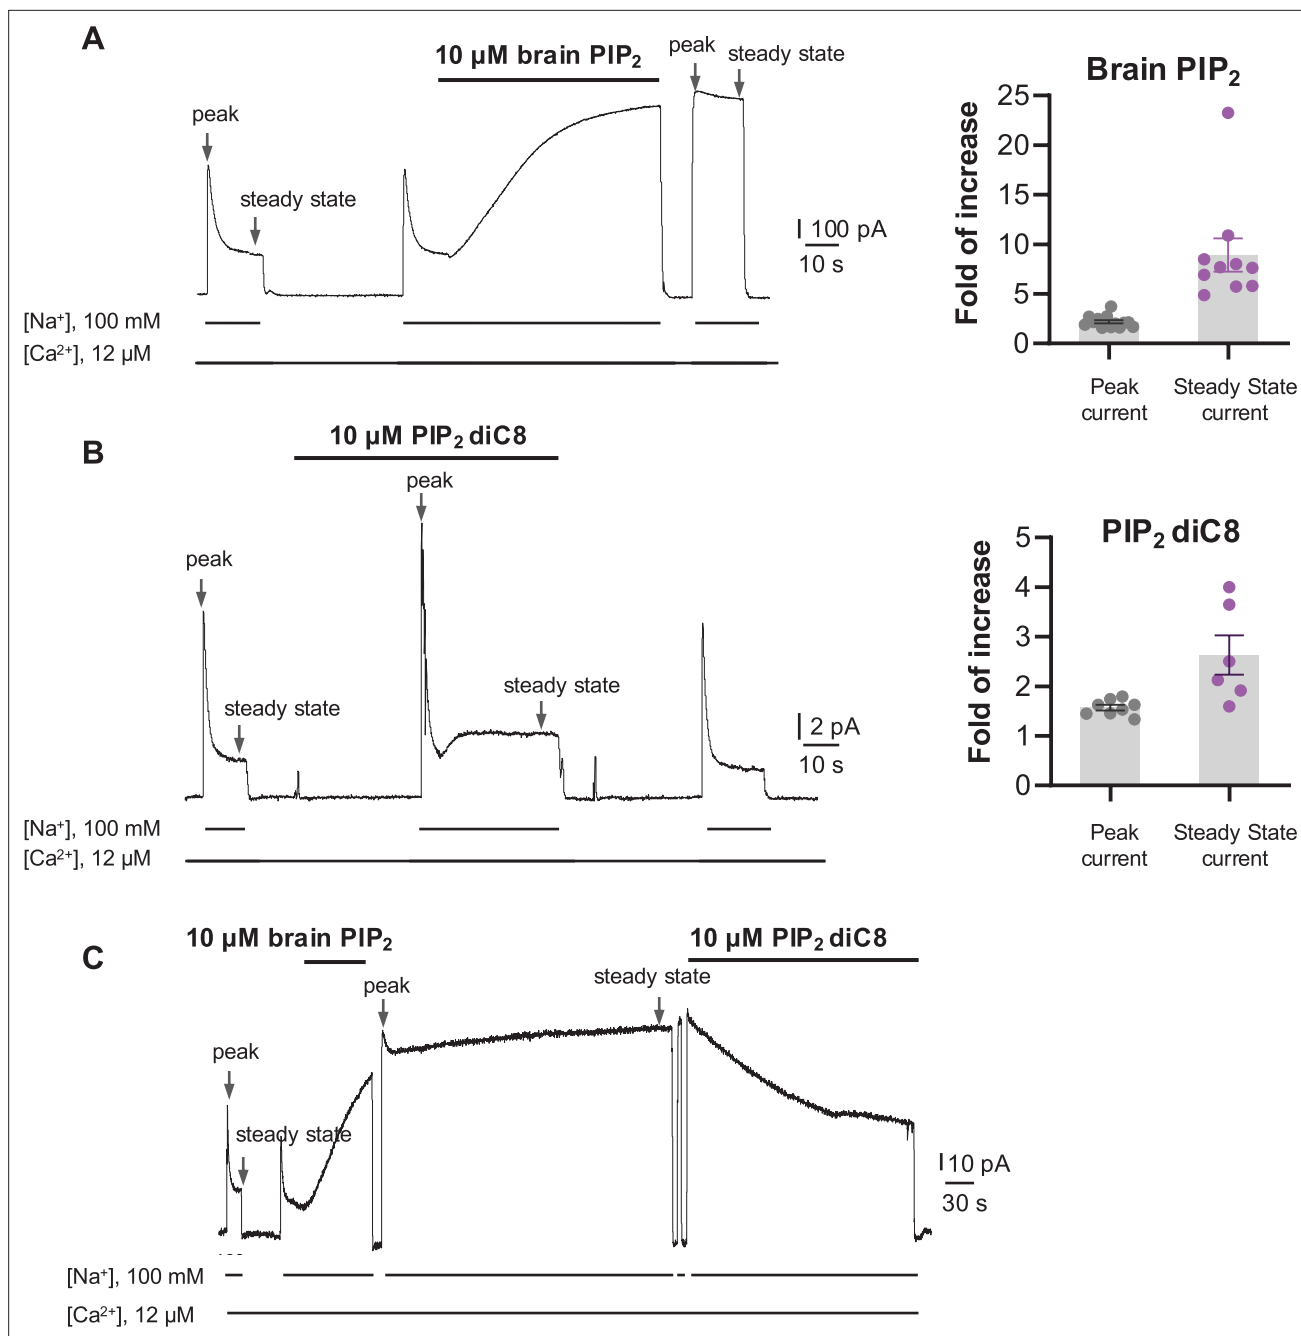 A
10 µM brain PIP₂
peak
steady state
peak
steady state
100 pA
10 s
[Na⁺], 100 mM
[Ca²⁺], 12 µM
Brain PIP₂
Fold of increase
25
20
15
10
5
0
Peak current
Steady State current
B
10 µM PIP₂ diC8
peak
peak
steady state
steady state
2 pA
10 s
[Na⁺], 100 mM
[Ca²⁺], 12 µM
PIP₂ diC8
Fold of increase
5
4
3
2
1
0
Peak current
Steady State current
C
10 µM brain PIP₂
10 µM PIP₂ diC8
peak
steady state
peak
steady state
10 pA
30 s
[Na⁺], 100 mM
[Ca²⁺], 12 µM